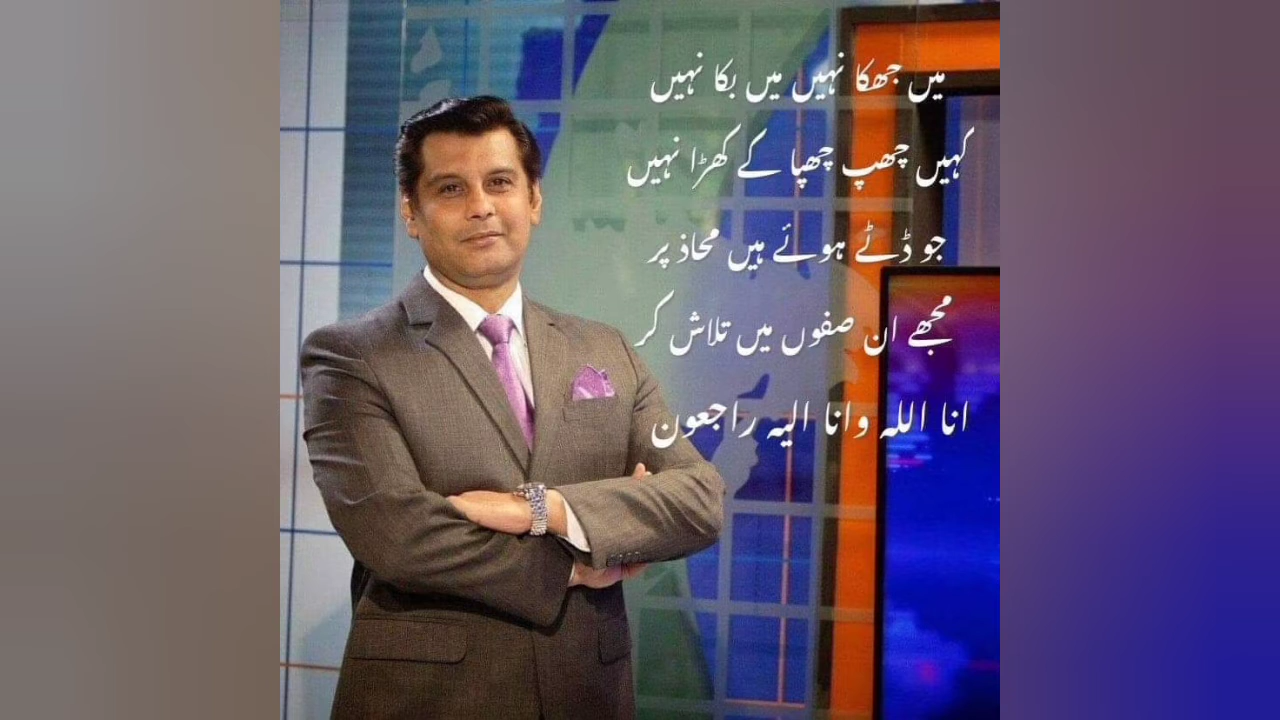 میں جھکا نہیں میں بکا نہیں
کہیں چھپ چھپا کے کھڑا نہیں
جو ڈٹے ہوئے ہیں محاذ پر
مجھے ان صفوں میں تلاش کر
انا اللہ وانا الیہ راجعون